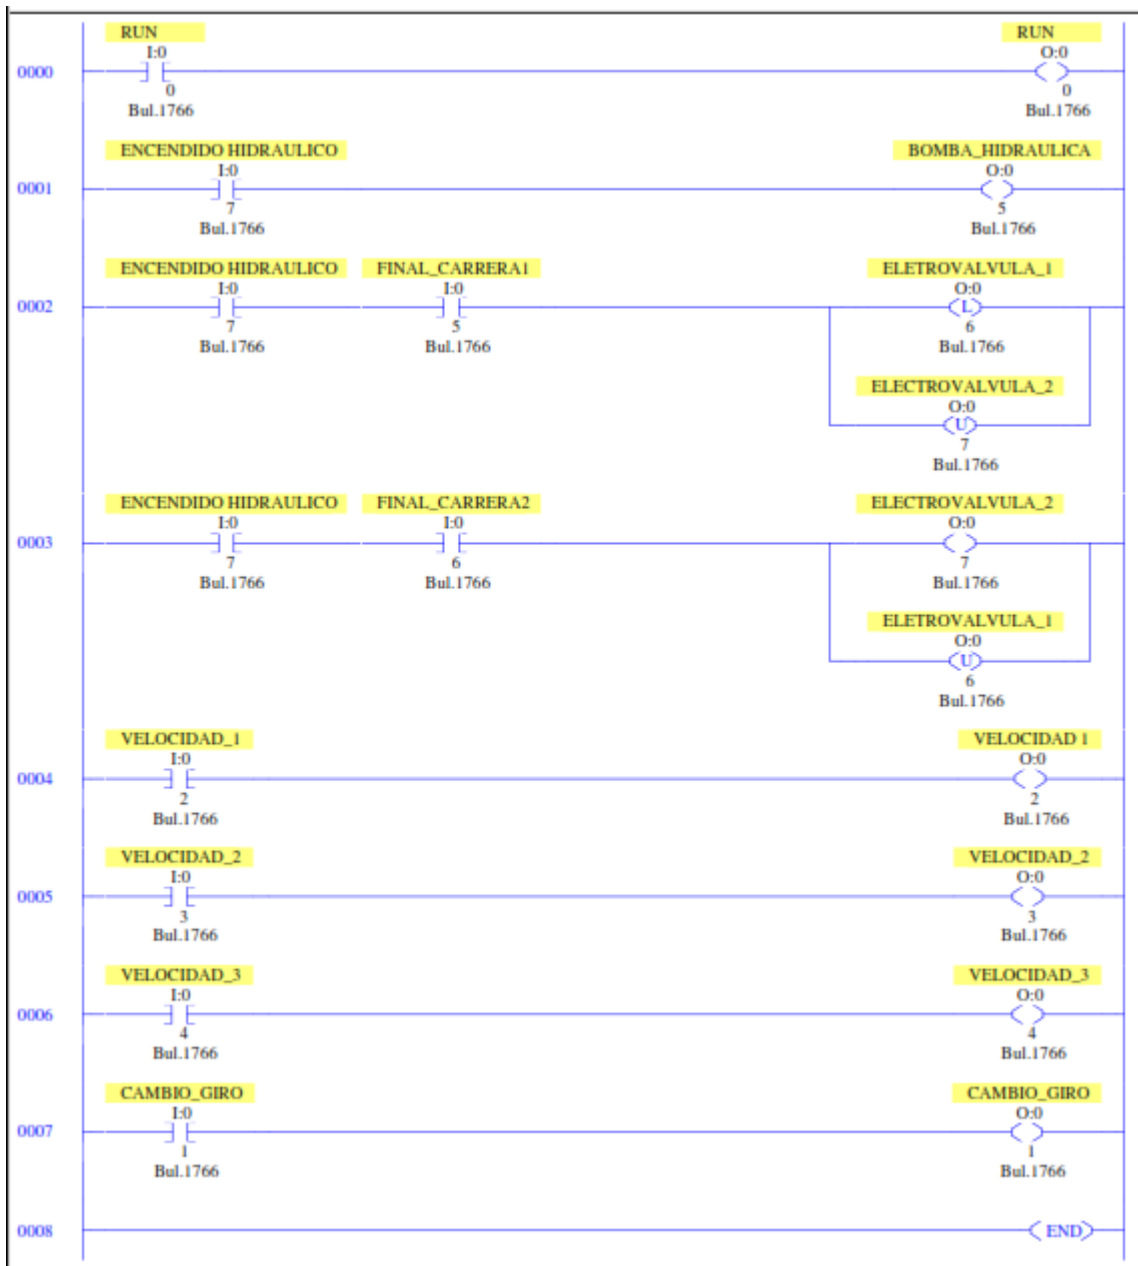 RUN RUN
I:0 O:0
0000
0 0
Bul.1766 Bul.1766
ENCENDIDO HIDRAULICO BOMBA_HIDRAULICA
I:0 O:0
0001
7 5
Bul.1766 Bul.1766
ENCENDIDO HIDRAULICO FINAL_CARRERA1 ELETROVALVULA_1
I:0 I:0 O:0
0002 L
7 5 6
Bul.1766 Bul.1766 Bul.1766
ELECTROVALVULA_2
O:0
U
7
Bul.1766
ENCENDIDO HIDRAULICO FINAL_CARRERA2 ELECTROVALVULA_2
I:0 I:0 O:0
0003
7 6 7
Bul.1766 Bul.1766 Bul.1766
ELETROVALVULA_1
O:0
U
6
Bul.1766
VELOCIDAD_1 VELOCIDAD 1
I:0 O:0
0004
2 2
Bul.1766 Bul.1766
VELOCIDAD_2 VELOCIDAD_2
I:0 O:0
0005
3 3
Bul.1766 Bul.1766
VELOCIDAD_3 VELOCIDAD_3
I:0 O:0
0006
4 4
Bul.1766 Bul.1766
CAMBIO_GIRO CAMBIO_GIRO
I:0 O:0
0007
1 1
Bul.1766 Bul.1766
0008 END